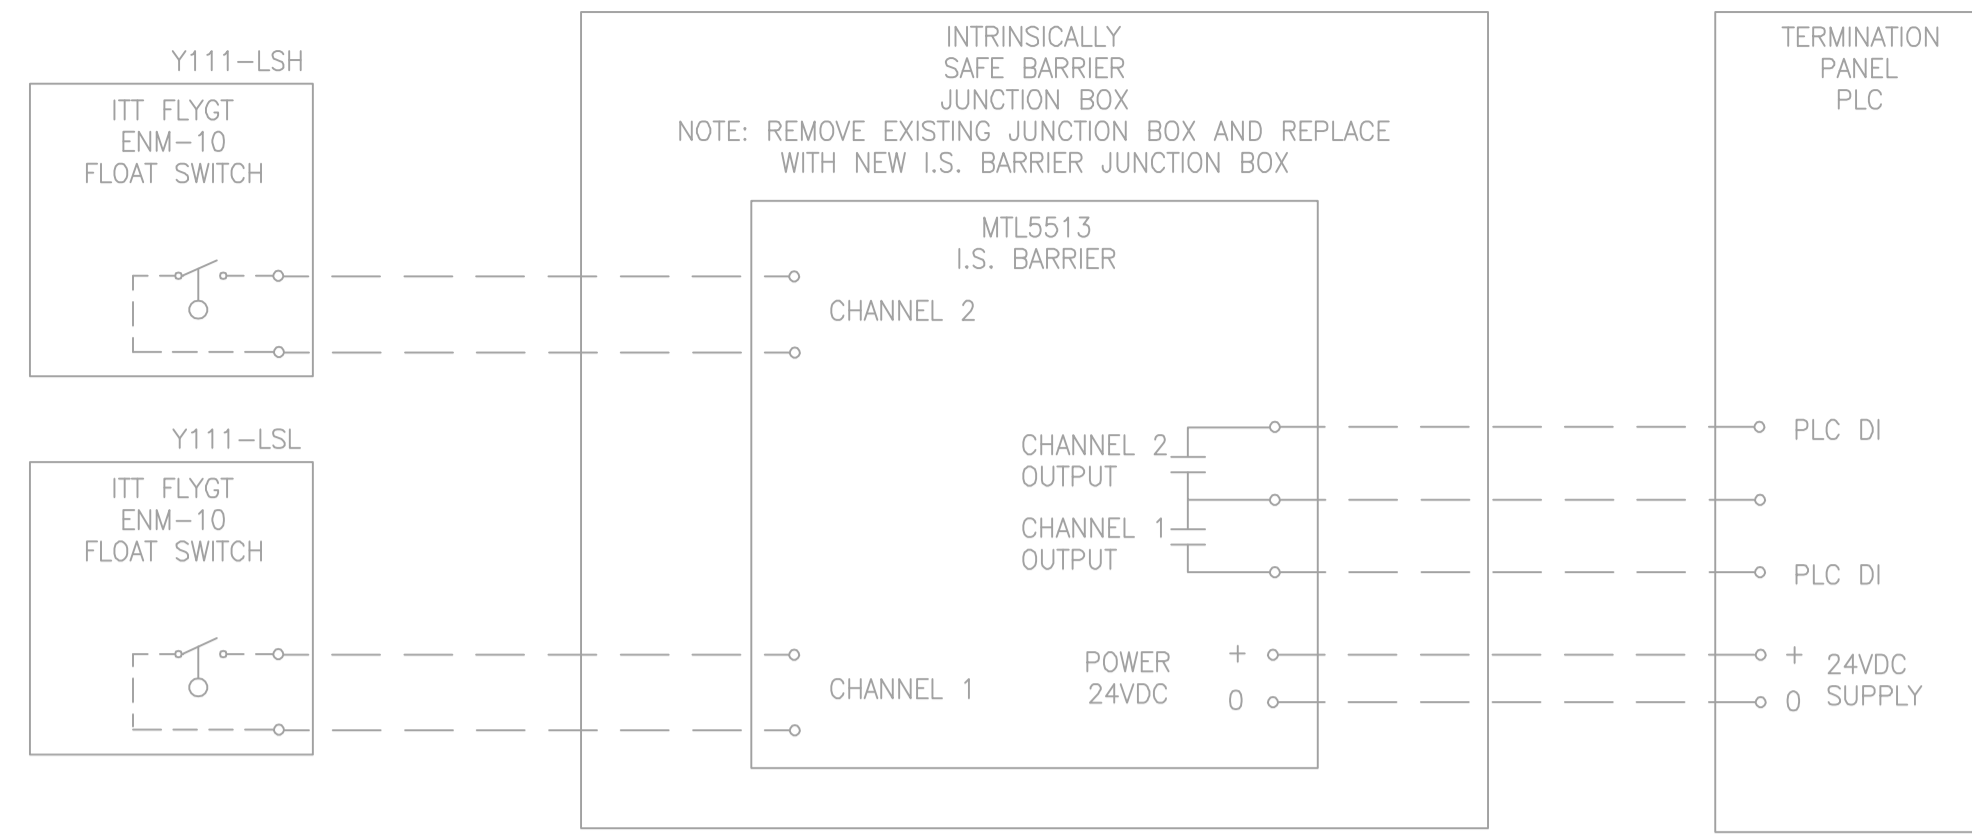 Y111-LSH
ITT FLYGT
ENM-10
FLOAT SWITCH
Y111-LSL
ITT FLYGT
ENM-10
FLOAT SWITCH
INTRINSICALLY
SAFE BARRIER
JUNCTION BOX
NOTE: REMOVE EXISTING JUNCTION BOX AND REPLACE
WITH NEW I.S. BARRIER JUNCTION BOX
MTL5513
I.S. BARRIER
CHANNEL 2
CHANNEL 2
OUTPUT
CHANNEL 1
OUTPUT
CHANNEL 1
POWER
24VDC
+
0
TERMINATION
PANEL
PLC
PLC DI
PLC DI
+
0
24VDC
SUPPLY